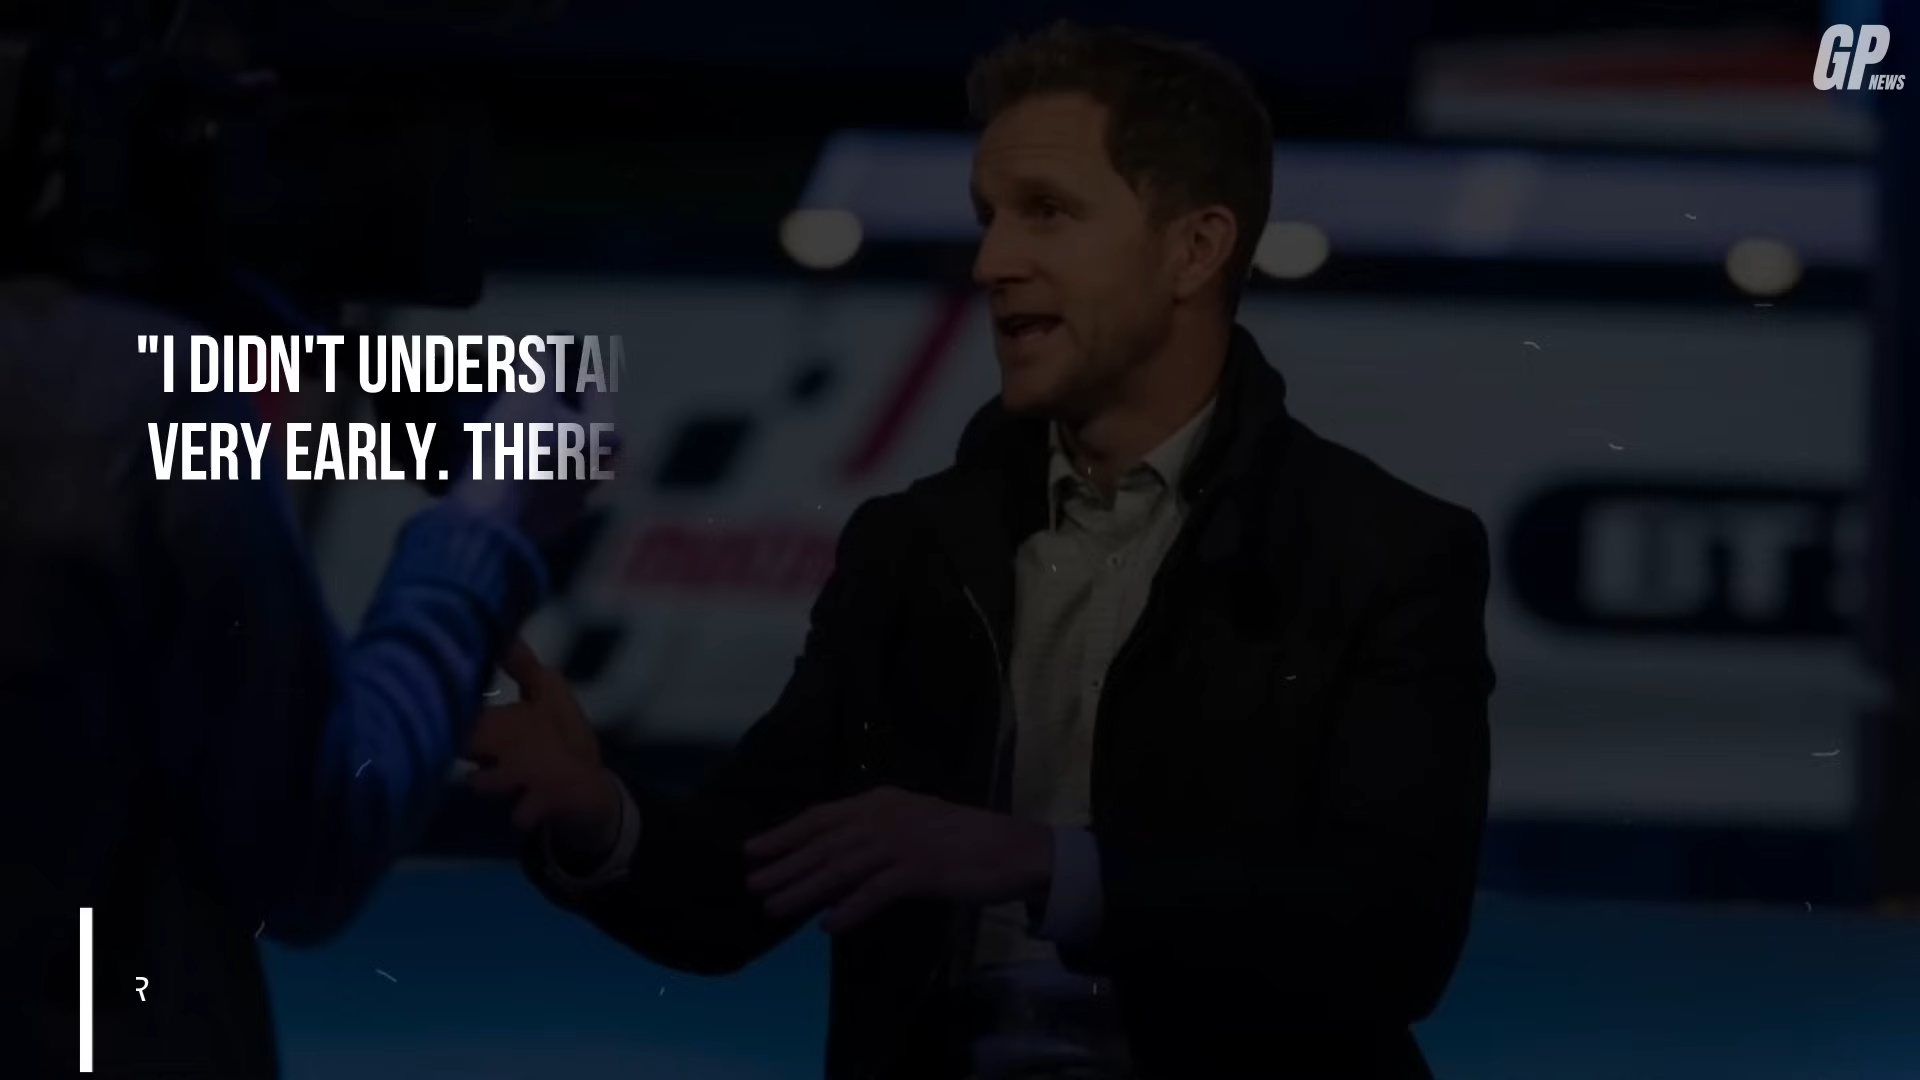 GP NEWS
"I DIDN'T UNDERSTAN
VERY EARLY. THERE
R